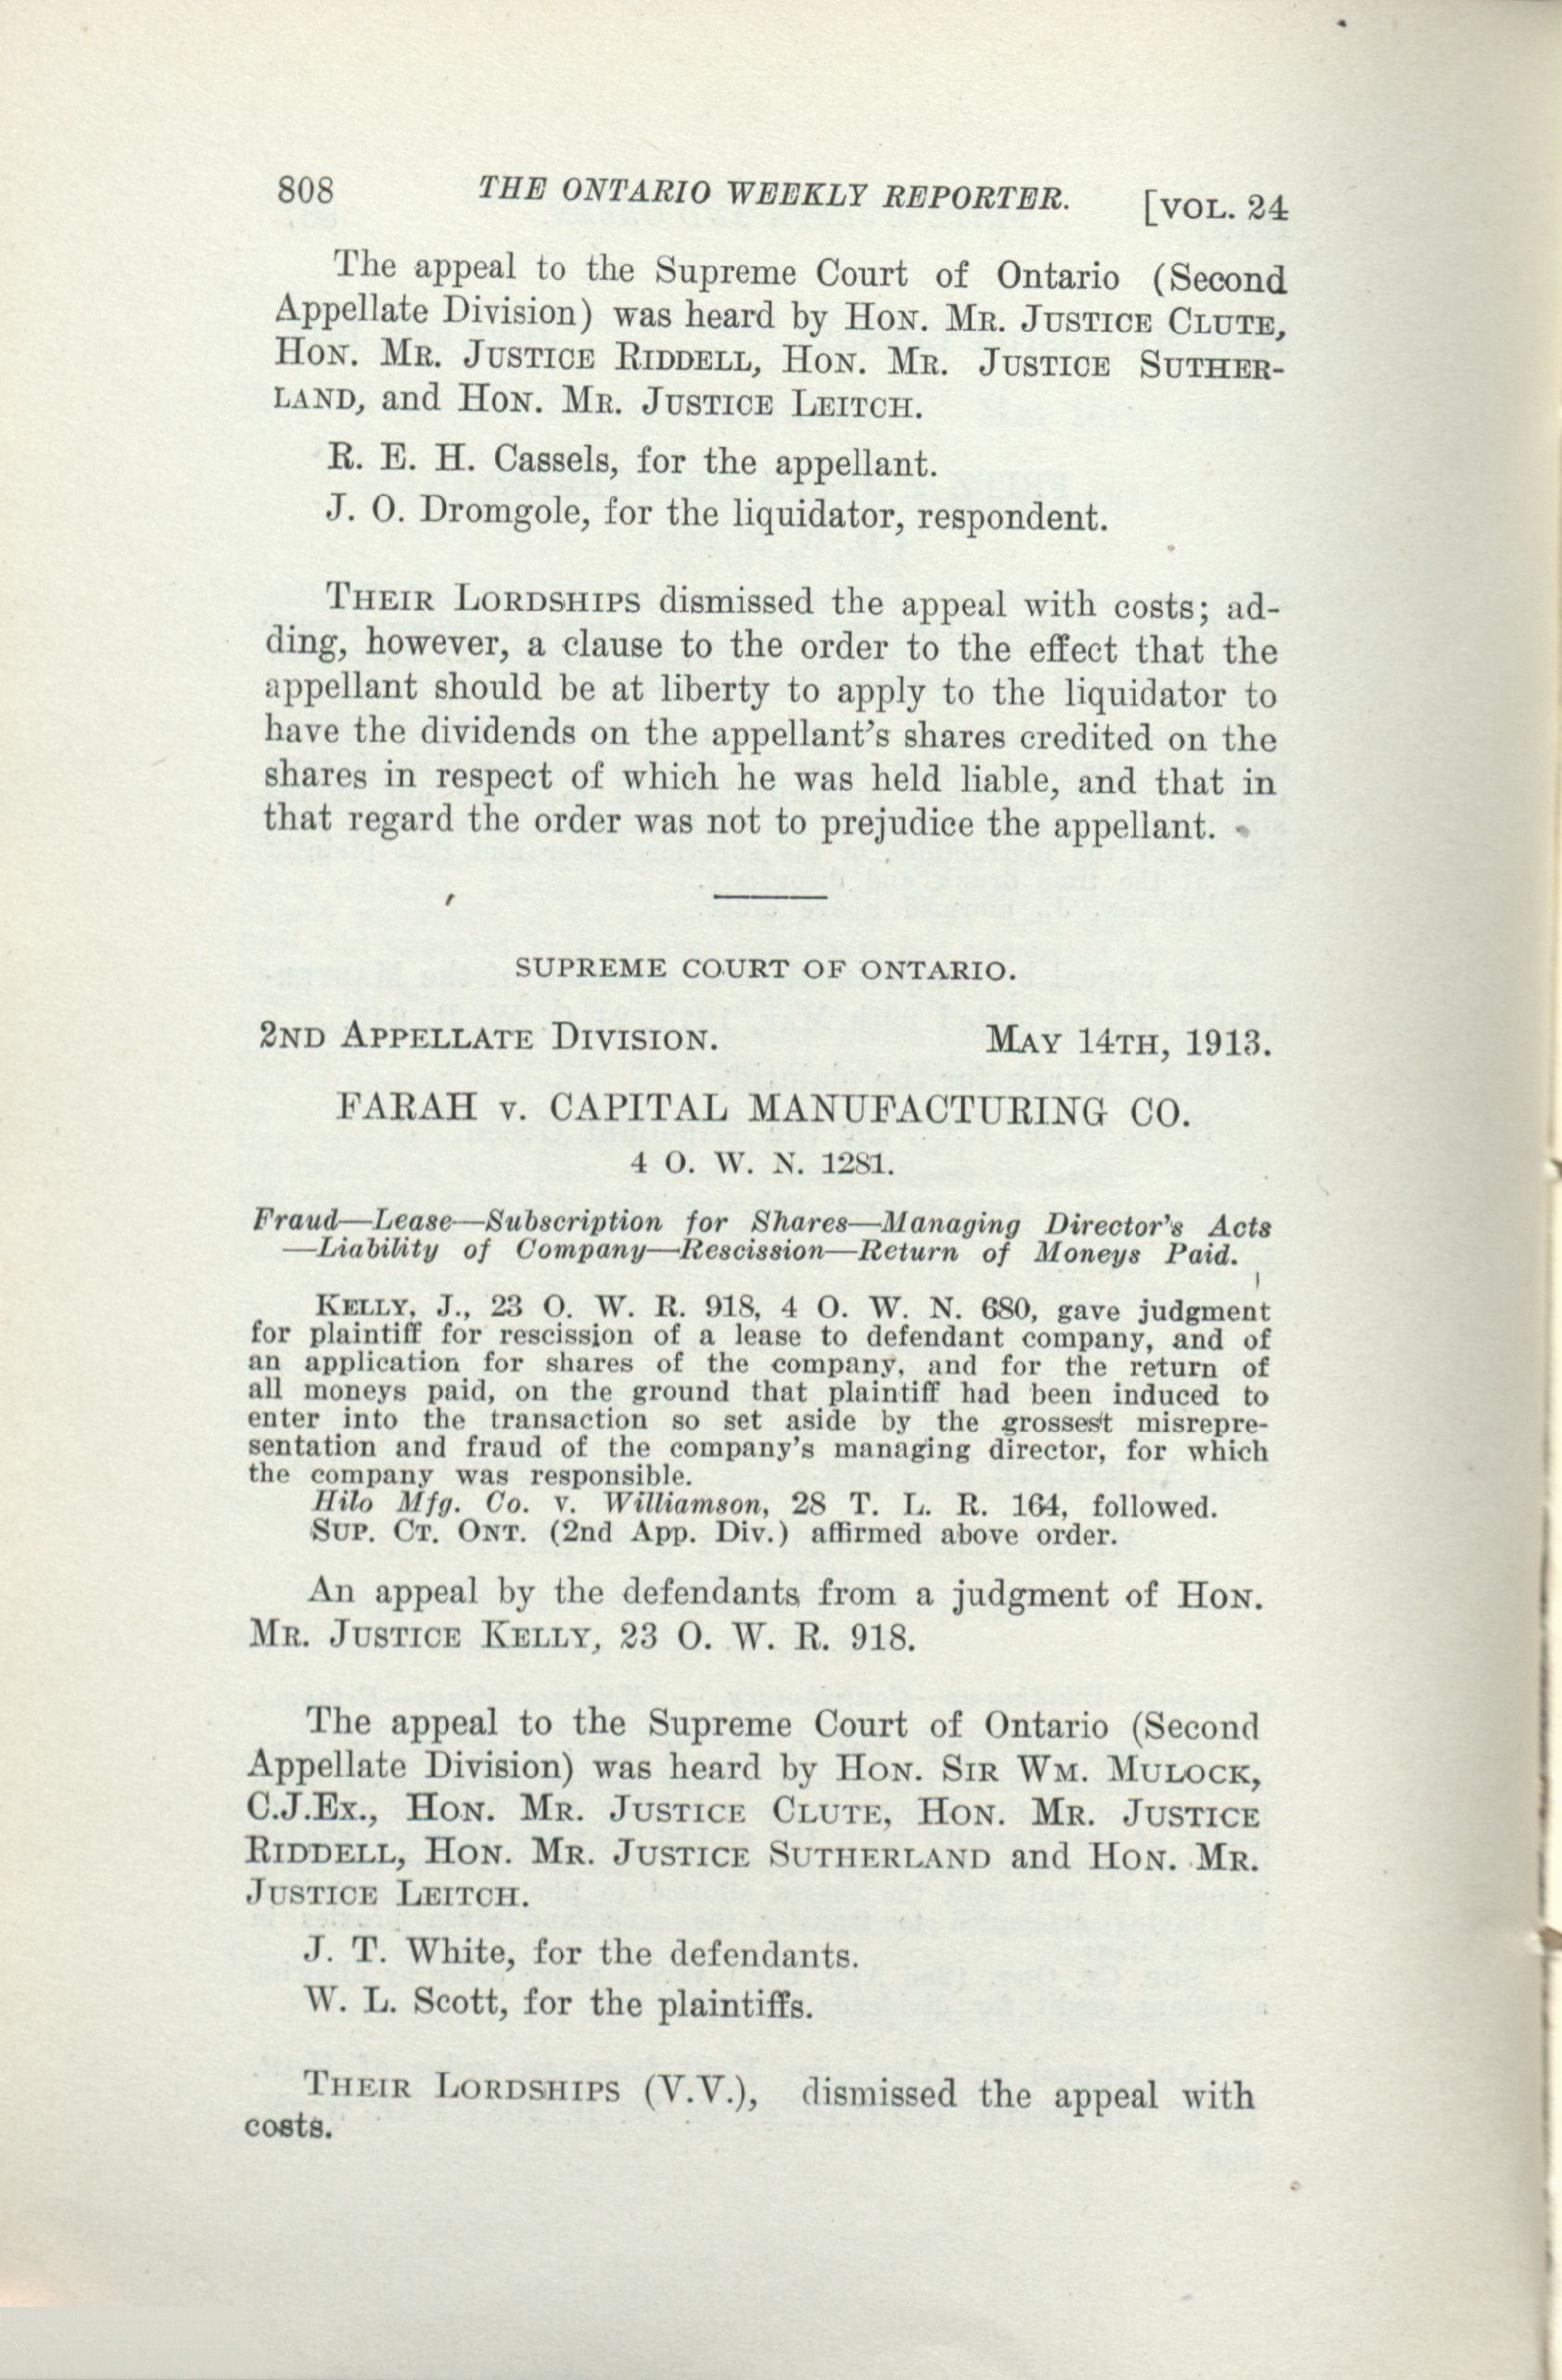 808 THE ONTARIO WEEKLY REPORTER. [VOL. 24
The appeal to the Supreme Court of Ontario (Second
Appellate Division) was heard by HON. MR. JUSTICE CLUTE,
HON. MR. JUSTICE RIDDELL, HON. MR. JUSTICE SUTHER-
LAND, and HON. MR. JUSTICE LEITCH.
R. E. H. Cassels, for the appellant.
J. O. Dromgole, for the liquidator, respondent.
THEIR LORDSHIPS dismissed the appeal with costs; ad-
ding, however, a clause to the order to the effect that the
appellant should be at liberty to apply to the liquidator to
have the dividends on the appellant's shares credited on the
shares in respect of which he was held liable, and that in
that regard the order was not to prejudice the appellant.
SUPREME COURT OF ONTARIO.
2ND APPELLATE DIVISION. MAY 14TH, 1913.
FARAH v. CAPITAL MANUFACTURING CO.
4 O. W. N. 1281.
Fraud—Lease—Subscription for Shares—Managing Director's Acts
—Liability of Company—Rescission—Return of Moneys Paid.
KELLY, J., 23 O. W. R. 918, 4 O. W. N. 680, gave judgment
for plaintiff for rescission of a lease to defendant company, and of
an application for shares of the company, and for the return of
all moneys paid, on the ground that plaintiff had been induced to
enter into the transaction so set aside by the grossest misrepre-
sentation and fraud of the company's managing director, for which
the company was responsible.
Hilo Mfg. Co. v. Williamson, 28 T. L. R. 164, followed.
SUP. CT. ONT. (2nd App. Div.) affirmed above order.
An appeal by the defendants from a judgment of HON.
MR. JUSTICE KELLY, 23 O. W. R. 918.
The appeal to the Supreme Court of Ontario (Second
Appellate Division) was heard by HON. SIR WM. MULOCK,
C.J.EX., HON. MR. JUSTICE CLUTE, HON. MR. JUSTICE
RIDDELL, HON. MR. JUSTICE SUTHERLAND and HON. MR.
JUSTICE LEITCH.
J. T. White, for the defendants.
W. L. Scott, for the plaintiffs.
THEIR LORDSHIPS (V.V.), dismissed the appeal with
costs.